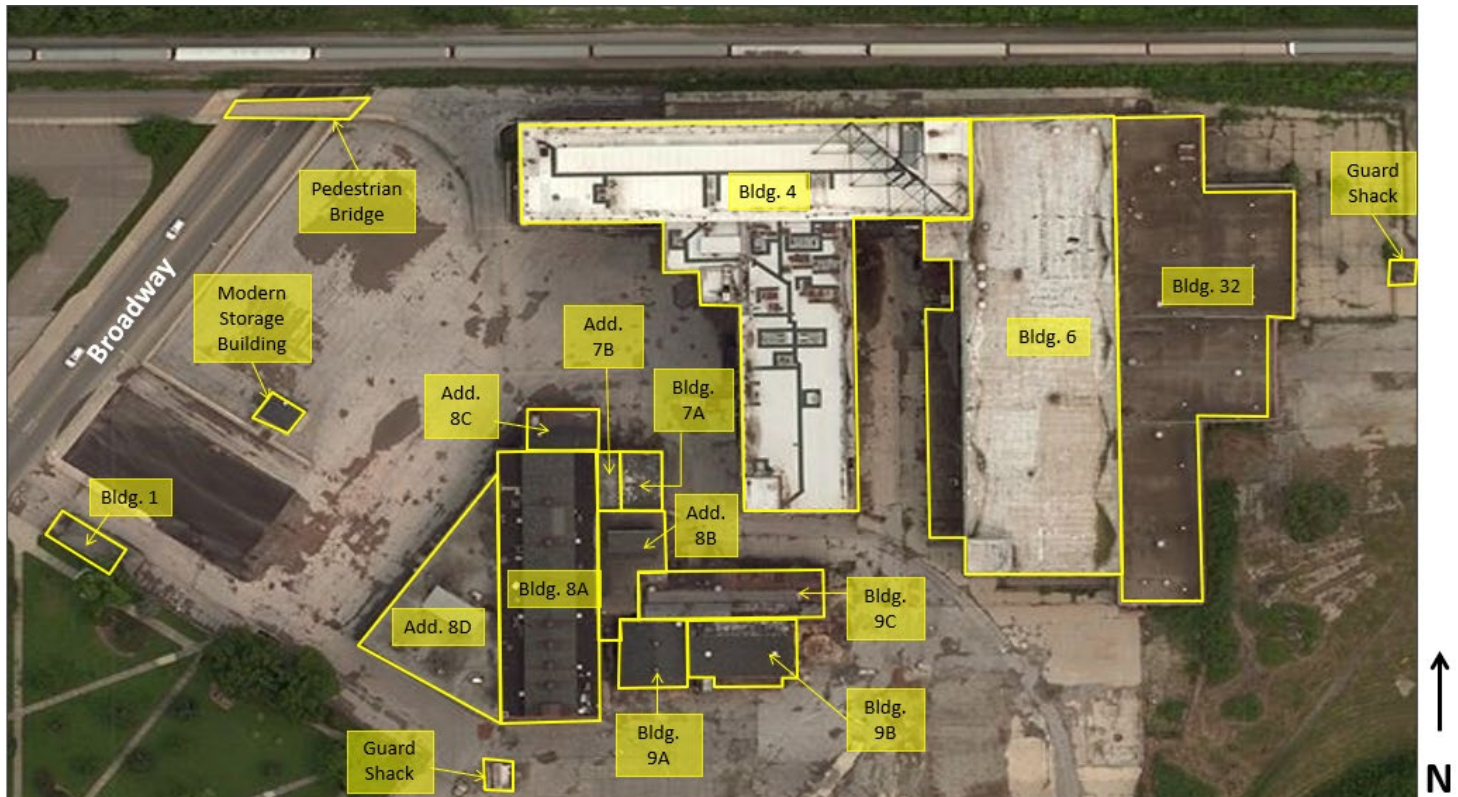 Pedestrian
Bridge
Bldg. 4
Guard
Shack
Broadway
Modern
Storage
Building
Bldg. 32
Add.
7B
Bldg. 6
Bldg.
7A
Add.
8C
Bldg. 1
Add.
8B
Bldg. 8A
Bldg.
9C
Add. 8D
Bldg.
9A
Bldg.
9B
Guard
Shack
N